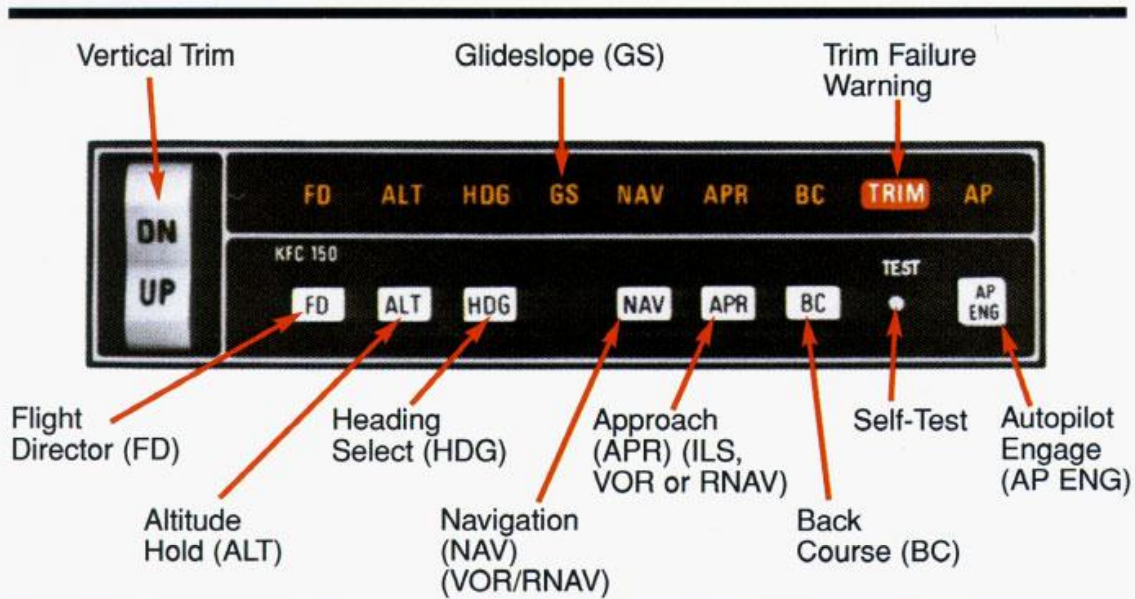 Vertical Trim
Glideslope (GS)
Trim Failure
Warning
FD ALT HDG GS NAV APR BC TRIM AP
DN
UP
KFC 150
TEST
FD ALT HDG NAV APR BC AP
ENG
Flight
Director (FD)
Altitude
Hold (ALT)
Heading
Select (HDG)
Navigation
(NAV)
(VOR/RNAV)
Approach
(APR) (ILS,
VOR or RNAV)
Back
Course (BC)
Self-Test
Autopilot
Engage
(AP ENG)